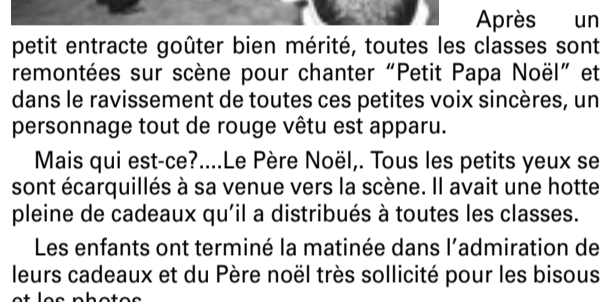 Après un
petit entracte goûter bien mérité, toutes les classes sont
remontées sur scène pour chanter “Petit Papa Noël” et
dans le ravissement de toutes ces petites voix sincères, un
personnage tout de rouge vêtu est apparu.
Mais qui est-ce?....Le Père Noël,. Tous les petits yeux se
sont écarquillés à sa venue vers la scène. Il avait une hotte
pleine de cadeaux qu’il a distribués à toutes les classes.
Les enfants ont terminé la matinée dans l’admiration de
leurs cadeaux et du Père noël très sollicité pour les bisous
et les photos.